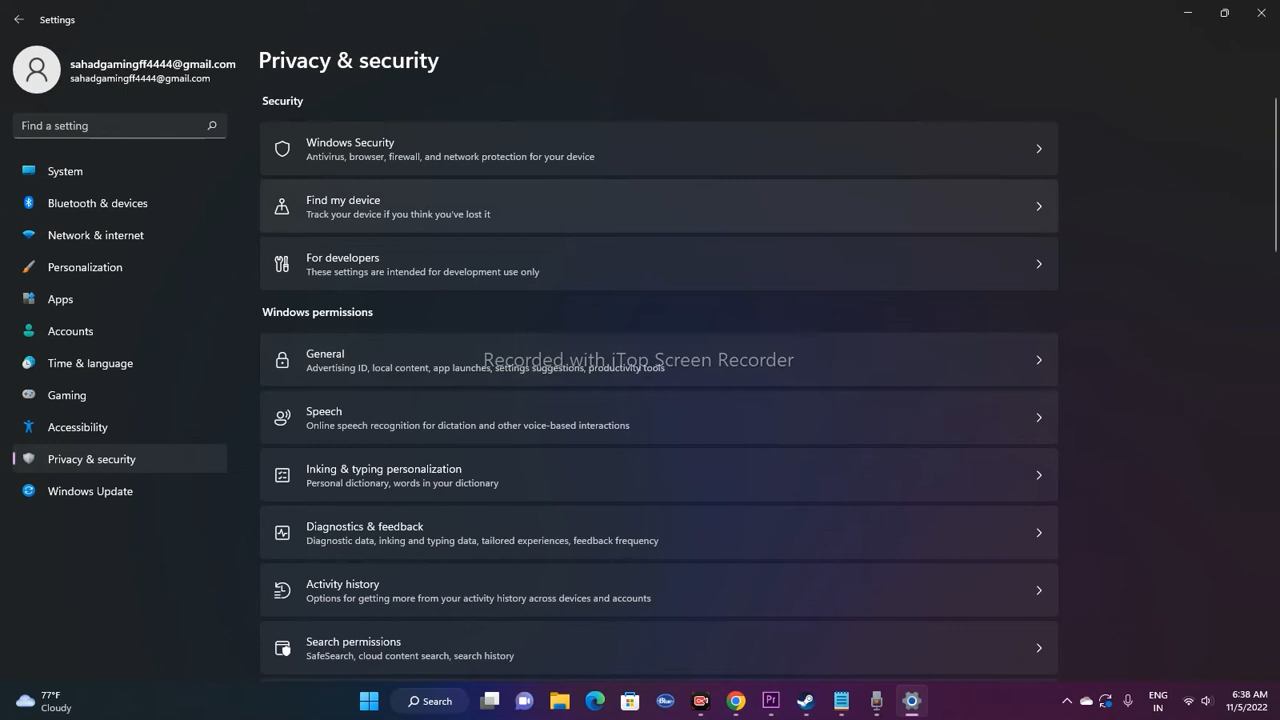 Settings
sahadgamingff4444@gmail.com
sahadgamingff4444@gmail.com
Find a setting
System
Bluetooth & devices
Network & internet
Personalization
Apps
Accounts
Time & language
Gaming
Accessibility
Privacy & security
Windows Update
Privacy & security
Security
Windows Security
Antivirus, browser, firewall, and network protection for your device
Find my device
Track your device if you think you've lost it
For developers
These settings are intended for development use only
Windows permissions
General
Advertising ID, local content, app launches, settings suggestions, productivity tools
Recorded with iTop Screen Recorder
Speech
Online speech recognition for dictation and other voice-based interactions
Inking & typing personalization
Personal dictionary, words in your dictionary
Diagnostics & feedback
Diagnostic data, inking and typing data, tailored experiences, feedback frequency
Activity history
Options for getting more from your activity history across devices and accounts
Search permissions
SafeSearch, cloud content search, search history
77°F
Cloudy
Search
Blue
Pr
ENG
IN
6:38 AM
11/5/2022